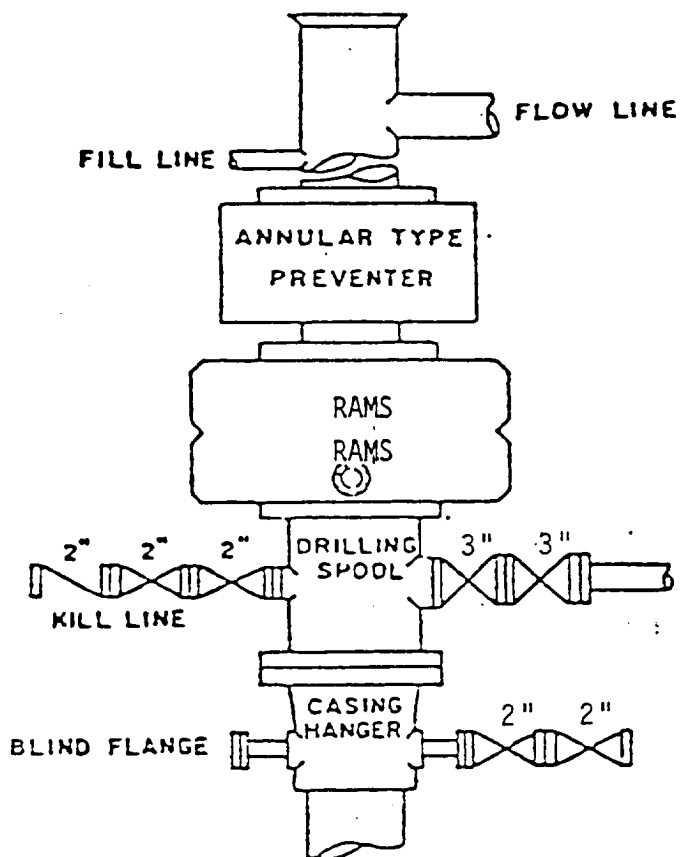 FLOW LINE
FILL LINE
ANNULAR TYPE
PREVENTER
RAMS
RAMS
2" 2" 2"
DRILLING
SPOOL
3" 3"
KILL LINE
CASING
HANGER
2" 2"
BLIND FLANGE